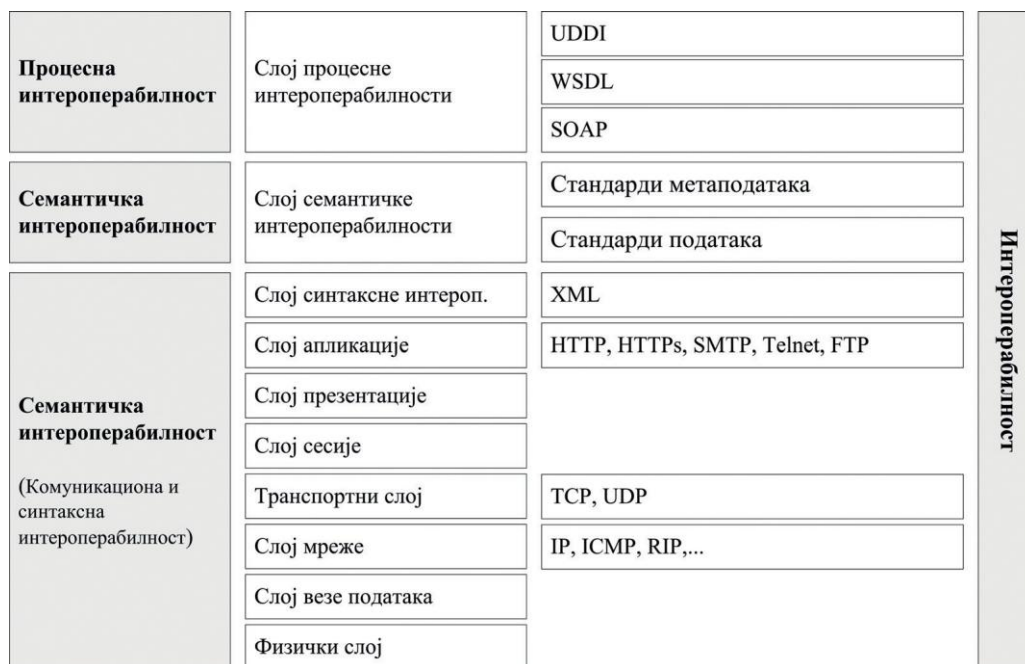 Процесна
интероперабилност
Слој процесне
интероперабилности
UDDI
WSDL
SOAP
Семантичка
интероперабилност
Слој семантичке
интероперабилности
Стандарди метаподатака
Стандарди података
Семантичка
интероперабилност
(Комуникациона и
синтаксна
интероперабилност)
Слој синтаксне интероп.
XML
Слој апликације
HTTP, HTTPs, SMTP, Telnet, FTP
Слој презентације
Слој сесије
Транспортни слој
TCP, UDP
Слој мреже
IP, ICMP, RIP,...
Слој везе података
Физички слој
Интероперабилност